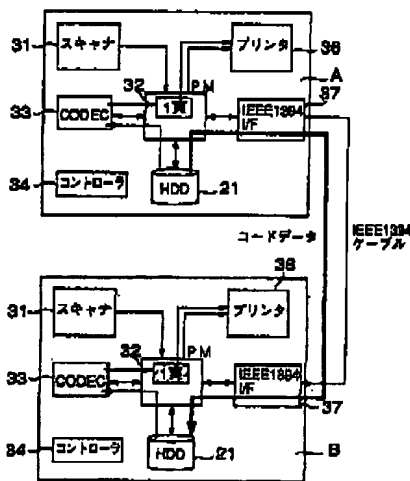 31
スキャナ
プリンタ
36
A
32
PM
1頁
37
33
CODEC
IEEE1394
I/F
34
コントローラ
HDD
21
コードデータ
IEEE1394
ケーブル
36
31
スキャナ
プリンタ
32
PM
1頁
33
CODEC
IEEE1394
I/F
37
34
コントローラ
HDD
21
B